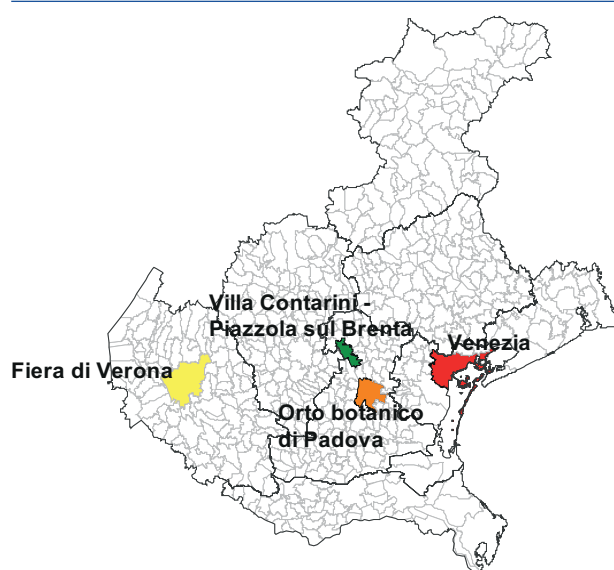 Villa Contarini -
Piazzola sul Brenta
Venezia
Fiera di Verona
Orto botanico
di Padova